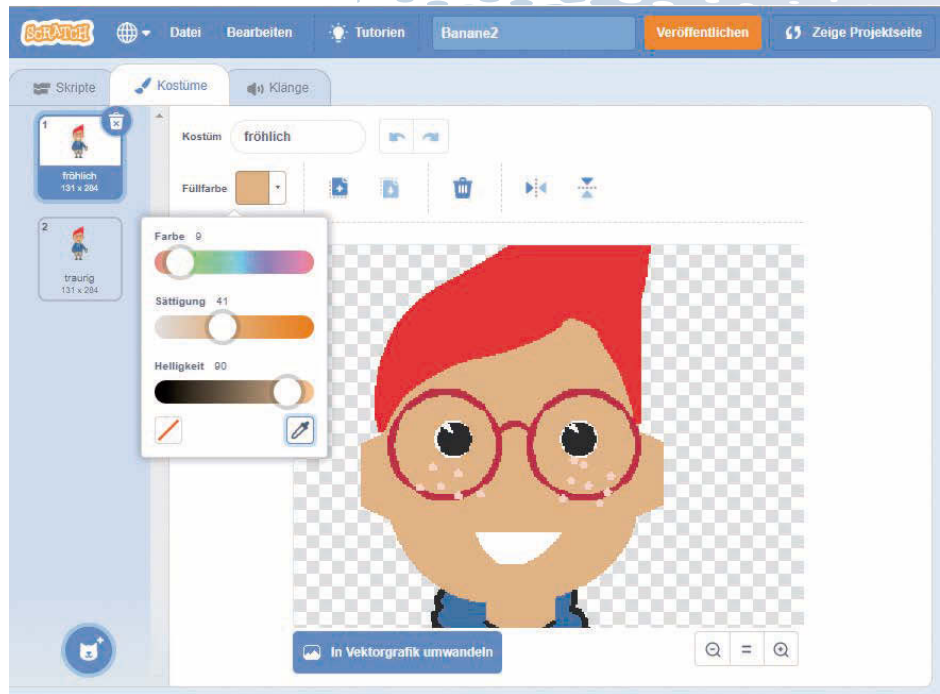 SCRATCH Datei Bearbeiten Tutorien Banane2 Veröffentlichen Zeige Projektseite
Skripte Kostüme Klänge
1
fröhlich
131 x 284
2
traurig
131 x 284
Kostüm fröhlich
Füllfarbe
Farbe 9
Sättigung 41
Helligkeit 90
In Vektorgrafik umwandeln